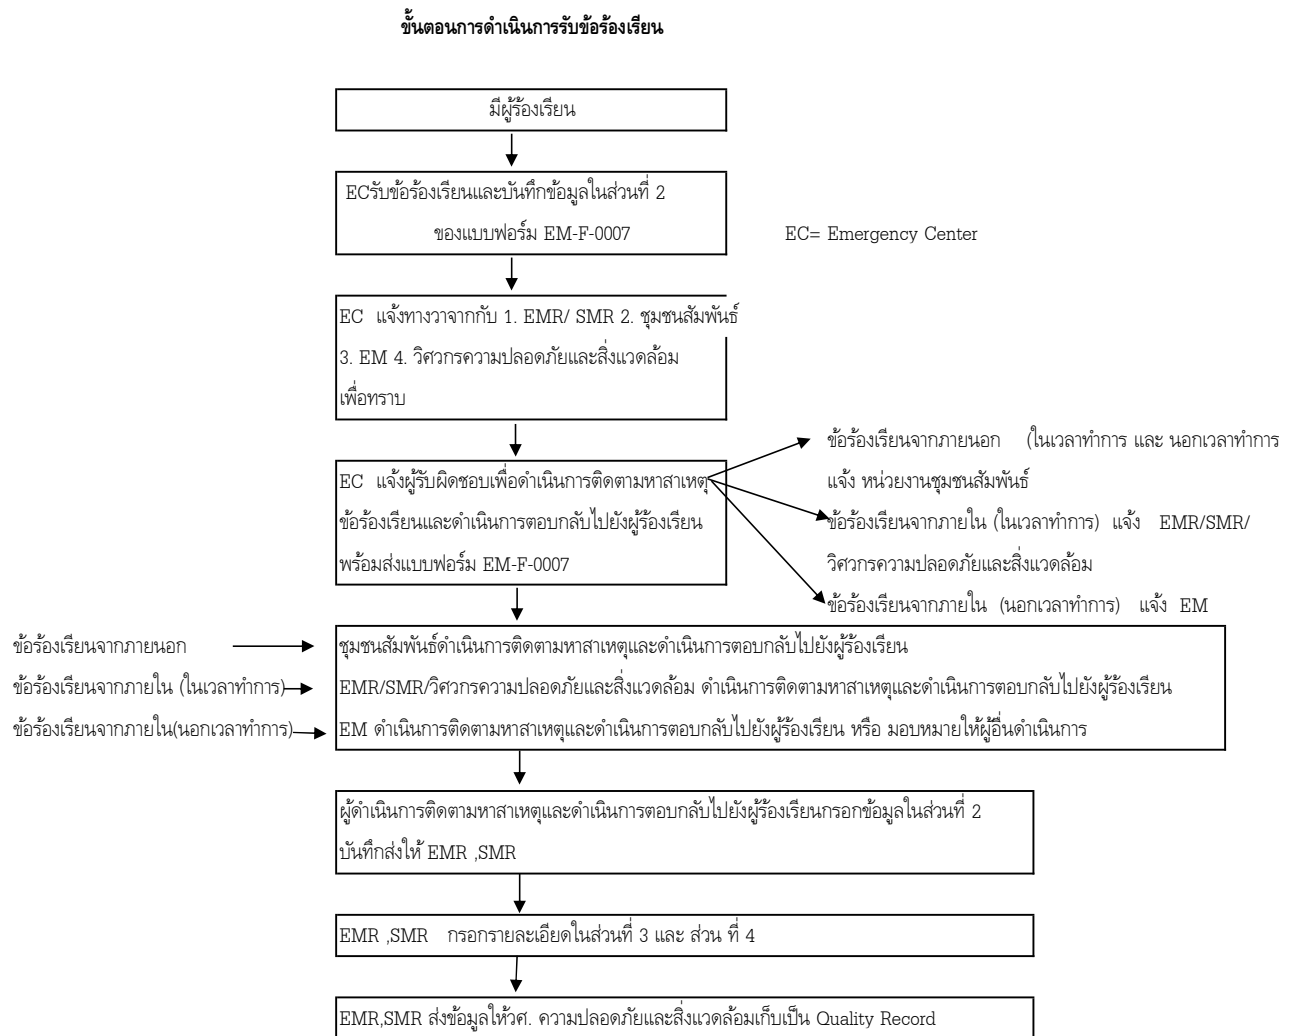 ขั้นตอนการดำเนินการรับข้อร้องเรียน
มีผู้ร้องเรียน
ECรับข้อร้องเรียนและบันทึกข้อมูลในส่วนที่ 2
ของแบบฟอร์ม EM-F-0007
EC= Emergency Center
EC แจ้งทางวาจากกับ 1. EMR/ SMR 2. ชุมชนสัมพันธ์
3. EM 4. วิศวกรความปลอดภัยและสิ่งแวดล้อม
เพื่อทราบ
EC แจ้งผู้รับผิดชอบเพื่อดำเนินการติดตามหาสาเหตุ
ข้อร้องเรียนและดำเนินการตอบกลับไปยังผู้ร้องเรียน
พร้อมส่งแบบฟอร์ม EM-F-0007
ข้อร้องเรียนจากภายนอก (ในเวลาทำการ และ นอกเวลาทำการ
แจ้ง หน่วยงานชุมชนสัมพันธ์
ข้อร้องเรียนจากภายใน (ในเวลาทำการ) แจ้ง EMR/SMR/
วิศวกรความปลอดภัยและสิ่งแวดล้อม
ข้อร้องเรียนจากภายใน (นอกเวลาทำการ) แจ้ง EM
ข้อร้องเรียนจากภายนอก
ชุมชนสัมพันธ์ดำเนินการติดตามหาสาเหตุและดำเนินการตอบกลับไปยังผู้ร้องเรียน
ข้อร้องเรียนจากภายใน (ในเวลาทำการ)
EMR/SMR/วิศวกรความปลอดภัยและสิ่งแวดล้อม ดำเนินการติดตามหาสาเหตุและดำเนินการตอบกลับไปยังผู้ร้องเรียน
ข้อร้องเรียนจากภายใน(นอกเวลาทำการ)
EM ดำเนินการติดตามหาสาเหตุและดำเนินการตอบกลับไปยังผู้ร้องเรียน หรือ มอบหมายให้ผู้อื่นดำเนินการ
ผู้ดำเนินการติดตามหาสาเหตุและดำเนินการตอบกลับไปยังผู้ร้องเรียนกรอกข้อมูลในส่วนที่ 2
บันทึกส่งให้ EMR ,SMR
EMR ,SMR กรอกรายละเอียดในส่วนที่ 3 และ ส่วน ที่ 4
EMR,SMR ส่งข้อมูลให้วศ. ความปลอดภัยและสิ่งแวดล้อมเก็บเป็น Quality Record